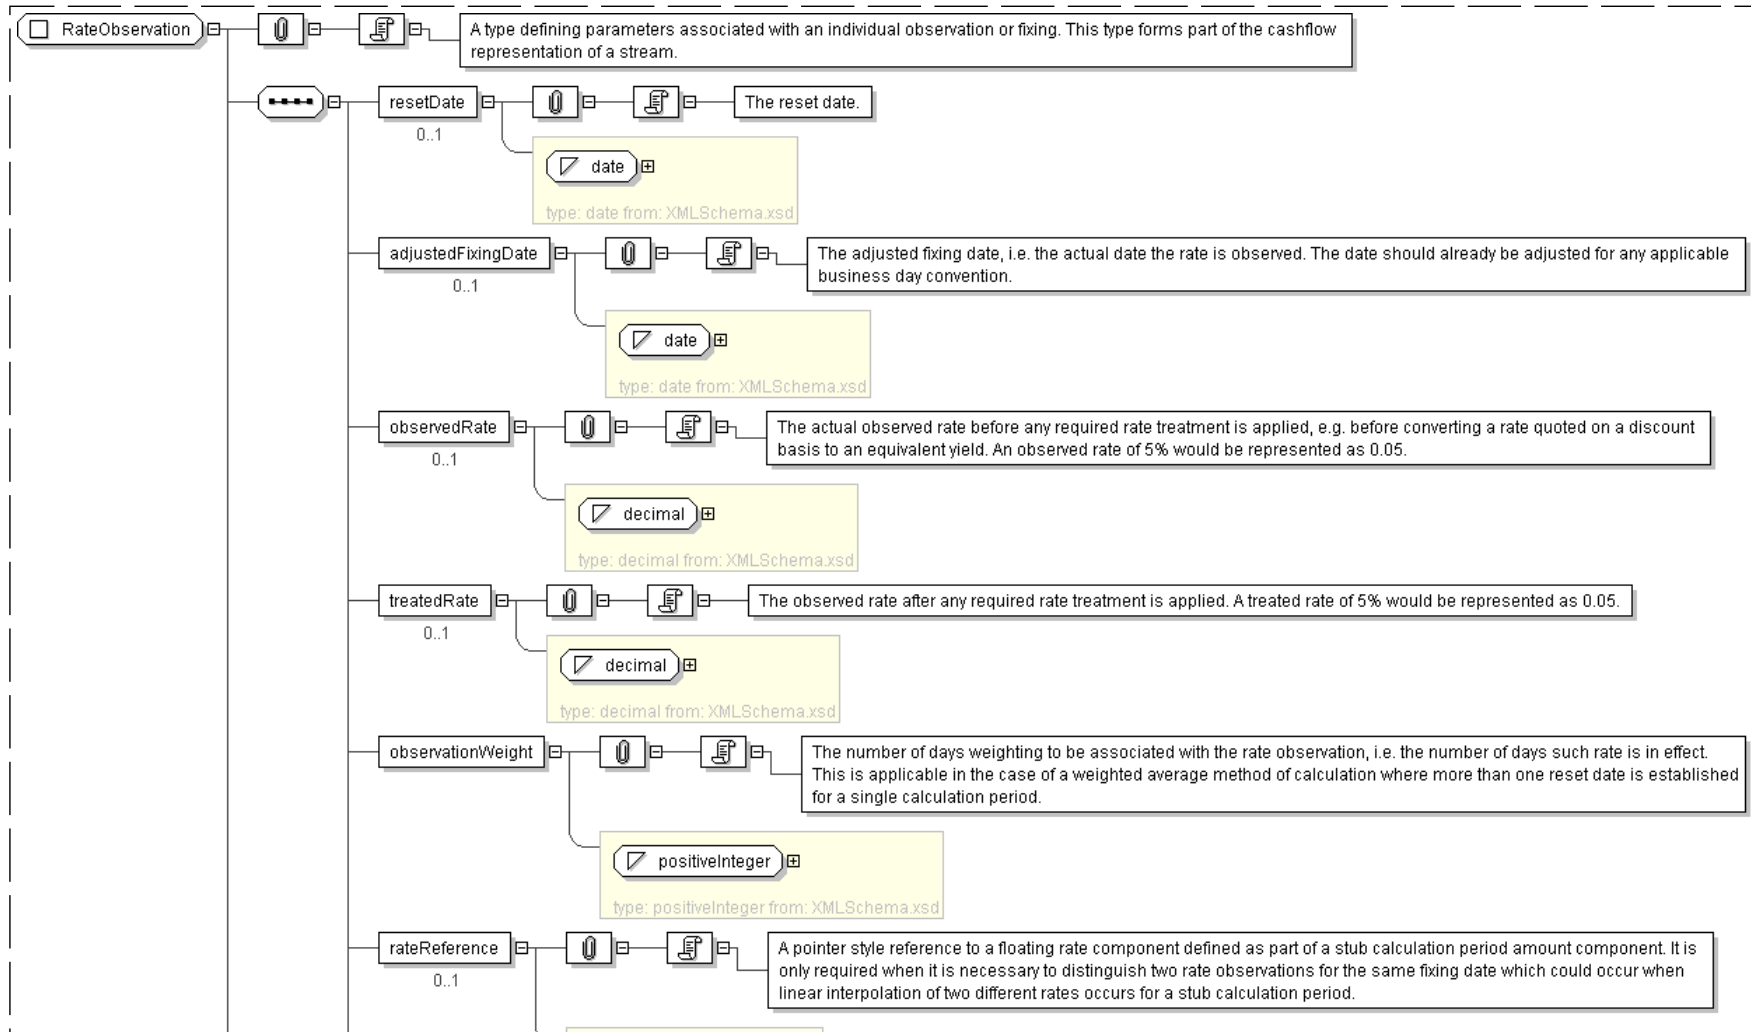 RateObservation
A type defining parameters associated with an individual observation or fixing. This type forms part of the cashflow
representation of a stream.
resetDate
The reset date.
0..1
date
type: date from: XMLSchema.xsd
adjustedFixingDate
The adjusted fixing date, i.e. the actual date the rate is observed. The date should already be adjusted for any applicable
business day convention.
0..1
date
type: date from: XMLSchema.xsd
observedRate
The actual observed rate before any required rate treatment is applied, e.g. before converting a rate quoted on a discount
basis to an equivalent yield. An observed rate of 5% would be represented as 0.05.
0..1
decimal
type: decimal from: XMLSchema.xsd
treatedRate
The observed rate after any required rate treatment is applied. A treated rate of 5% would be represented as 0.05.
0..1
decimal
type: decimal from: XMLSchema.xsd
observationWeight
The number of days weighting to be associated with the rate observation, i.e. the number of days such rate is in effect.
This is applicable in the case of a weighted average method of calculation where more than one reset date is established
for a single calculation period.
positiveInteger
type: positiveInteger from: XMLSchema.xsd
rateReference
A pointer style reference to a floating rate component defined as part of a stub calculation period amount component. It is
only required when it is necessary to distinguish two rate observations for the same fixing date which could occur when
linear interpolation of two different rates occurs for a stub calculation period.
0..1